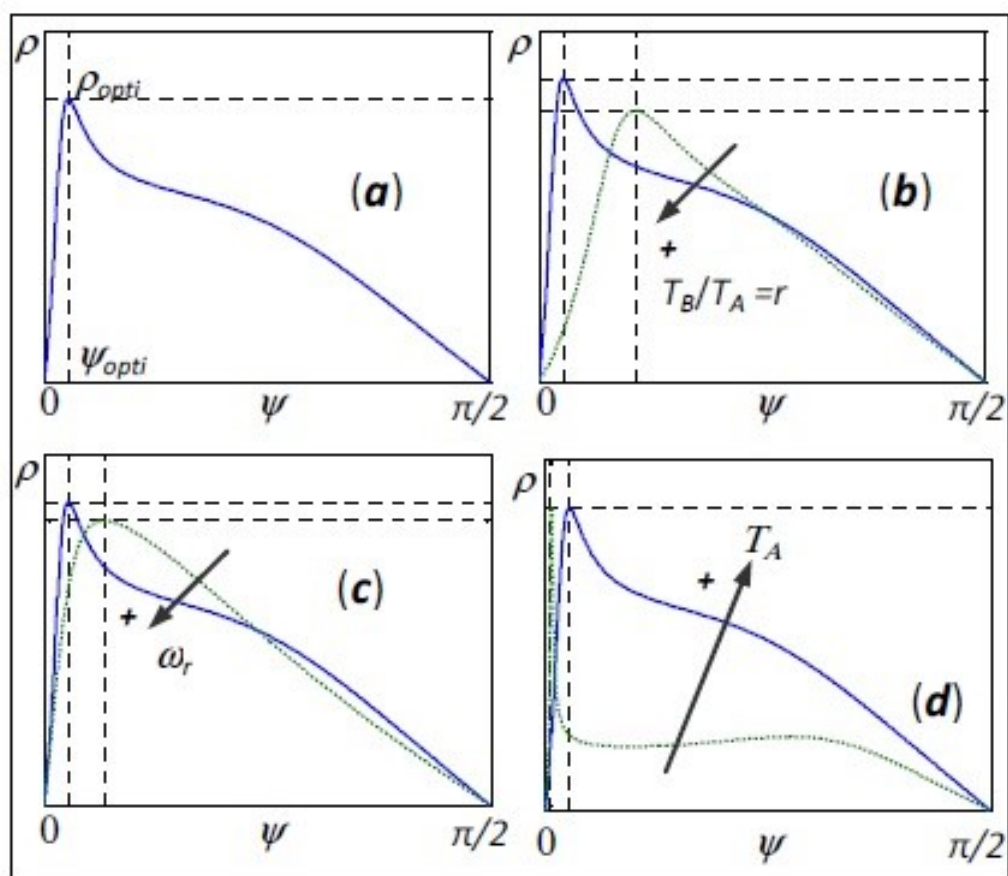 ρ
ρopti
(a)
ψopti
0
ψ
π/2
ρ
(b)
+
TB/TA =r
0
ψ
π/2
ρ
(c)
+
ωr
0
ψ
π/2
ρ
TA
+
(d)
0
ψ
π/2